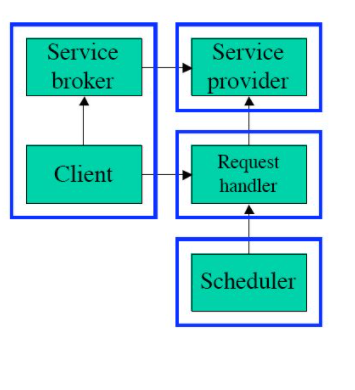 Service
broker
Service
provider
Client
Request
handler
Scheduler